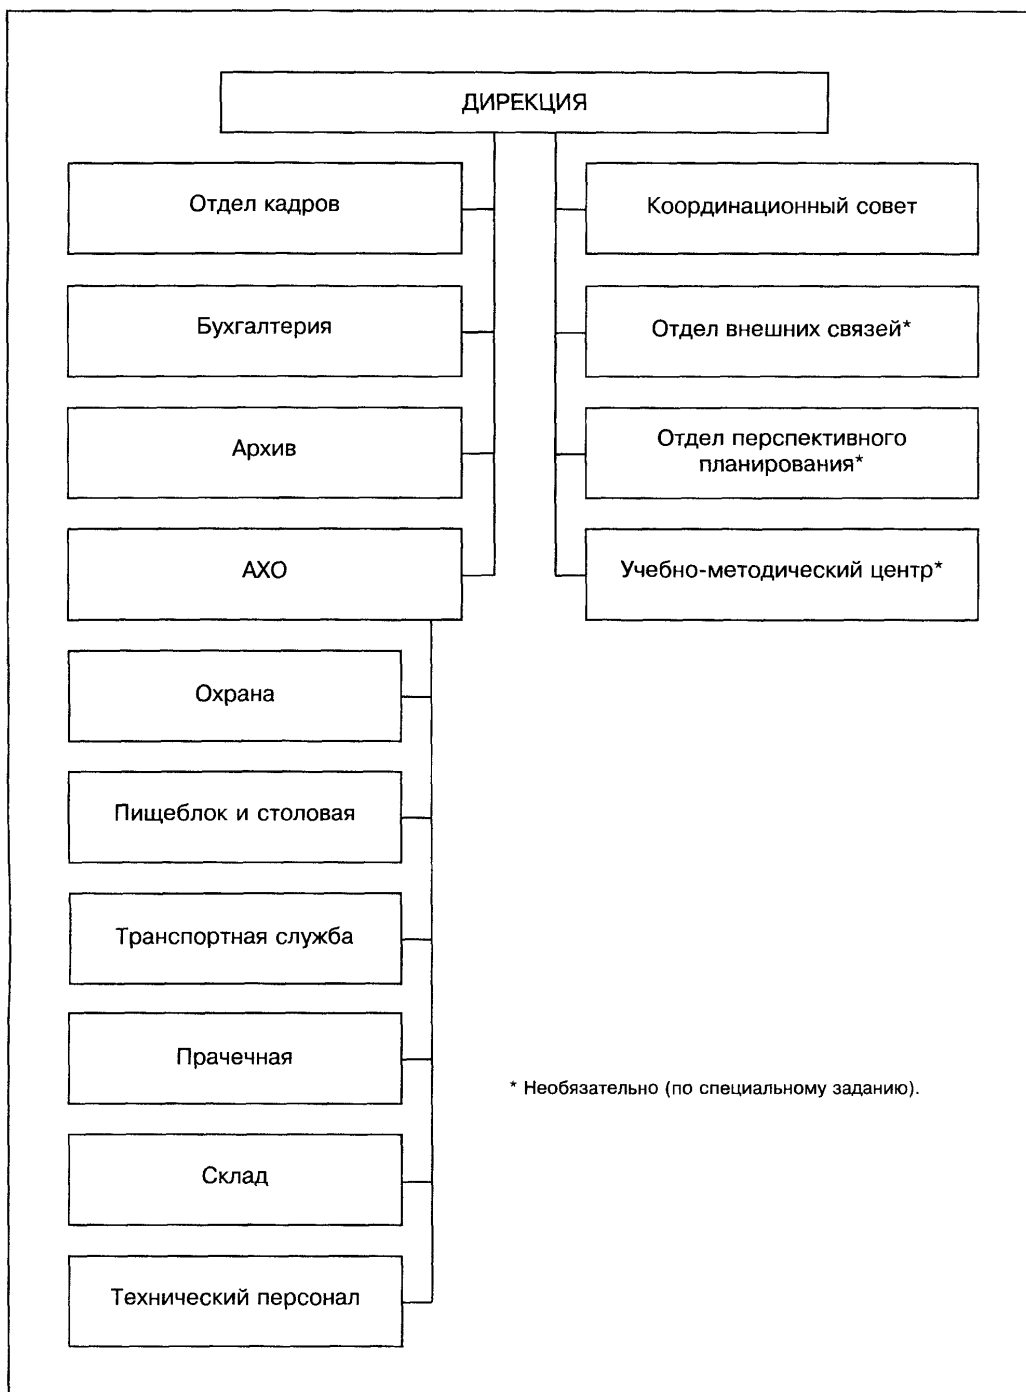 ДИРЕКЦИЯ
Отдел кадров
Координационный совет
Бухгалтерия
Отдел внешних связей*
Архив
Отдел перспективного
планирования*
АХО
Учебно-методический центр*
Охрана
Пищеблок и столовая
Транспортная служба
Прачечная
* Необязательно (по специальному заданию).
Склад
Технический персонал